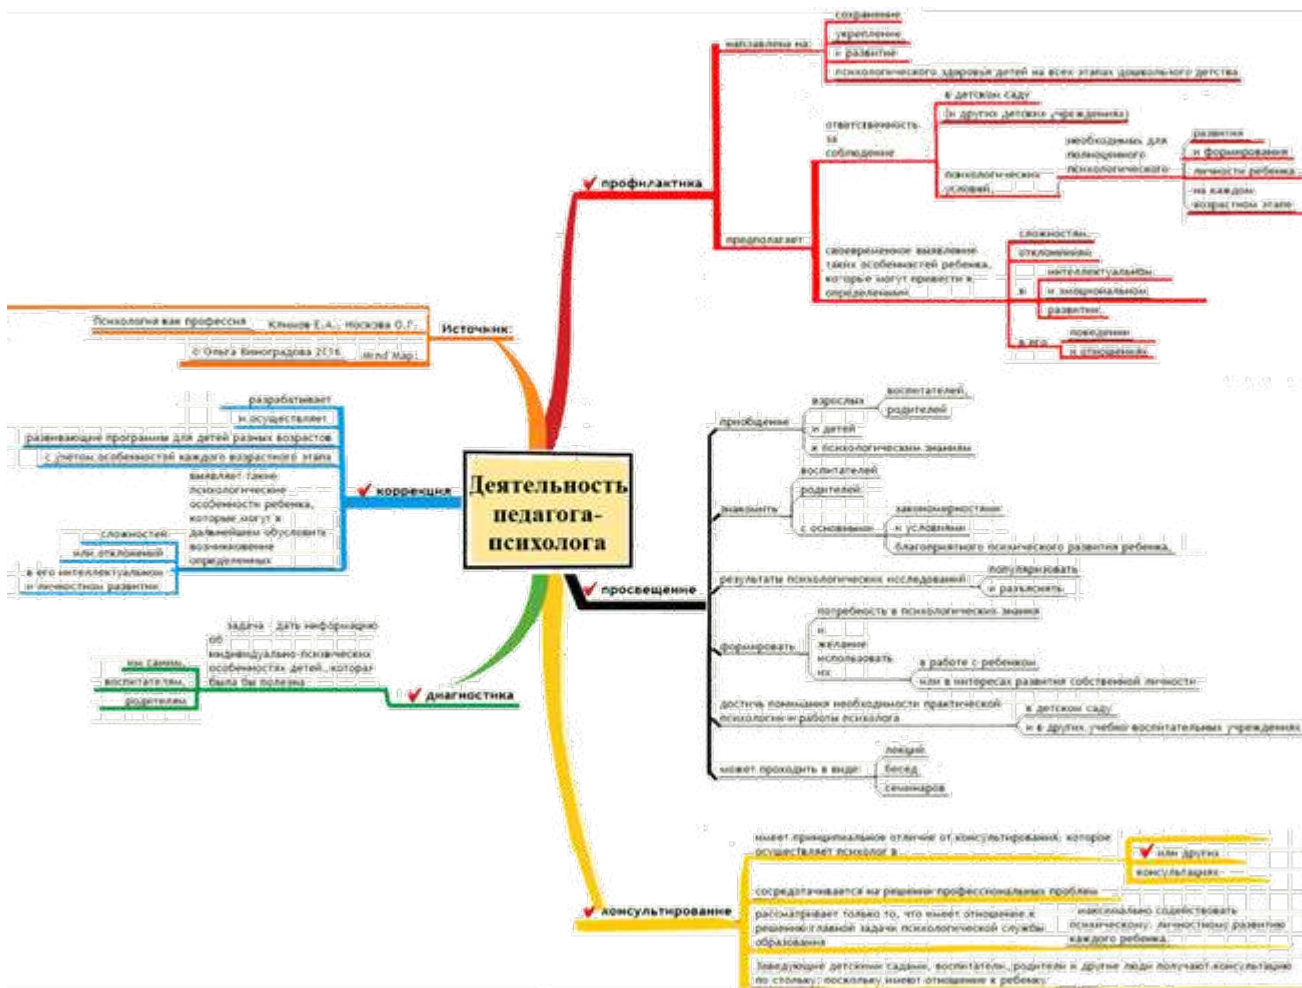 сохранение
укрепление
и развитие
направлена на:
психологического здоровья детей на всех этапах дошкольного детства
в детском саду
(и других детских учреждениях)
ответственность
за
соблюдение
необходимых для
полноценного
психологического
развития
и формирования
личности ребенка
на каждом
возрастном этапе
психологических
условий,
профилактика
предполагает
своевременное выявление
таких особенностей ребенка,
которые могут привести к
определенным
сложностям,
отклонениям
в
интеллектуальном
и эмоциональном
развитии,
в его
поведении
и отношениях
Источник:
Психология как профессия
Климов Е.А., Носкова О.Г.
© Ольга Виноградова 2016
Mind Map:
разрабатывает
и осуществляет
развивающие программы для детей разных возрастов
с учетом особенностей каждого возрастного этапа
коррекция
выявляет такие
психологические
особенности ребенка,
которые могут в
дальнейшем обусловить
возникновение
определенных
сложностей
или отклонений
в его интеллектуальном
и личностном развитии
Деятельность
педагога-
психолога
приобщение
взрослых
воспитателей,
родителей
и детей
к психологическим знаниям
знакомить
воспитателей
родителей
с основными
закономерностями
и условиями
благоприятного психического развития ребенка,
просвещение
результаты психологических исследований
популяризовать
и разъяснять
формировать
потребность в психологических знания
и
желание
использовать
их
в работе с ребенком
или в интересах развития собственной личности
достичь понимания необходимости практической
психологии и работы психолога
в детском саду
и в других учебно-воспитательных учреждениях
может проходить в виде:
лекций
бесед
семинаров
диагностика
задача - дать информацию
об
индивидуально-психических
особенностях детей, которая
была бы полезна
им самим,
воспитателям,
родителям
консультирование
имеет принципиальное отличие от консультирования, которое
осуществляет психолог в
или других
консультациях
сосредотачивается на решении профессиональных проблем
рассматривает только то, что имеет отношение к
решению главной задачи психологической службы
образования
максимально содействовать
психическому, личностному развитию
каждого ребенка.
Заведующие детскими садами, воспитатели, родители и другие люди получают консультацию
по стольку, поскольку имеют отношение к ребенку